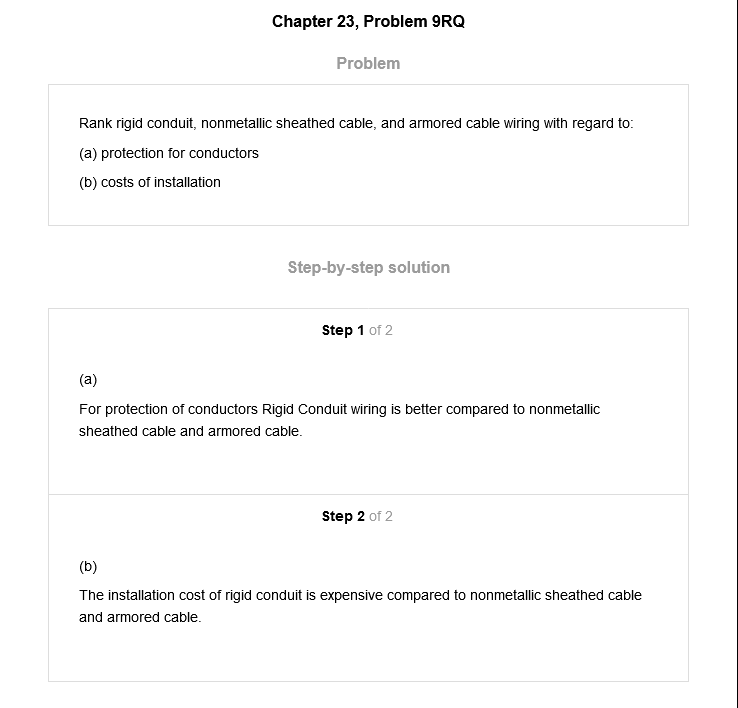 Chapter 23, Problem 9RQ
Problem
Rank rigid conduit, nonmetallic sheathed cable, and armored cable wiring with regard to:
(a) protection for conductors
(b) costs of installation
Step-by-step solution
Step 1 of 2
(a)
For protection of conductors Rigid Conduit wiring is better compared to nonmetallic
sheathed cable and armored cable.
Step 2 of 2
(b)
The installation cost of rigid conduit is expensive compared to nonmetallic sheathed cable
and armored cable.